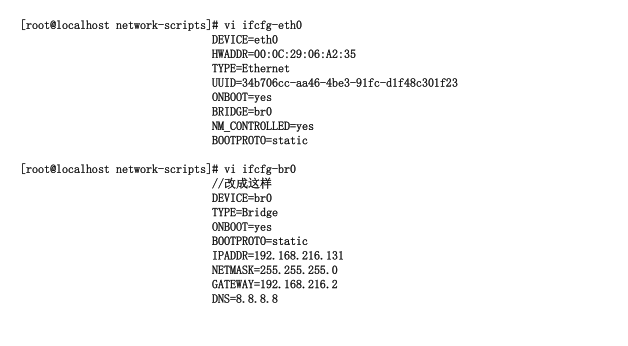 [root@localhost network-scripts]# vi ifcfg-eth0
DEVICE=eth0
HWADDR=00:0C:29:06:A2:35
TYPE=Ethernet
UUID=34b706cc-aa46-4be3-91fc-d1f48c301f23
ONBOOT=yes
BRIDGE=br0
NM_CONTROLLED=yes
BOOTPROTO=static
[root@localhost network-scripts]# vi ifcfg-br0
//改成这样
DEVICE=br0
TYPE=Bridge
ONBOOT=yes
BOOTPROTO=static
IPADDR=192.168.216.131
NETMASK=255.255.255.0
GATEWAY=192.168.216.2
DNS=8.8.8.8